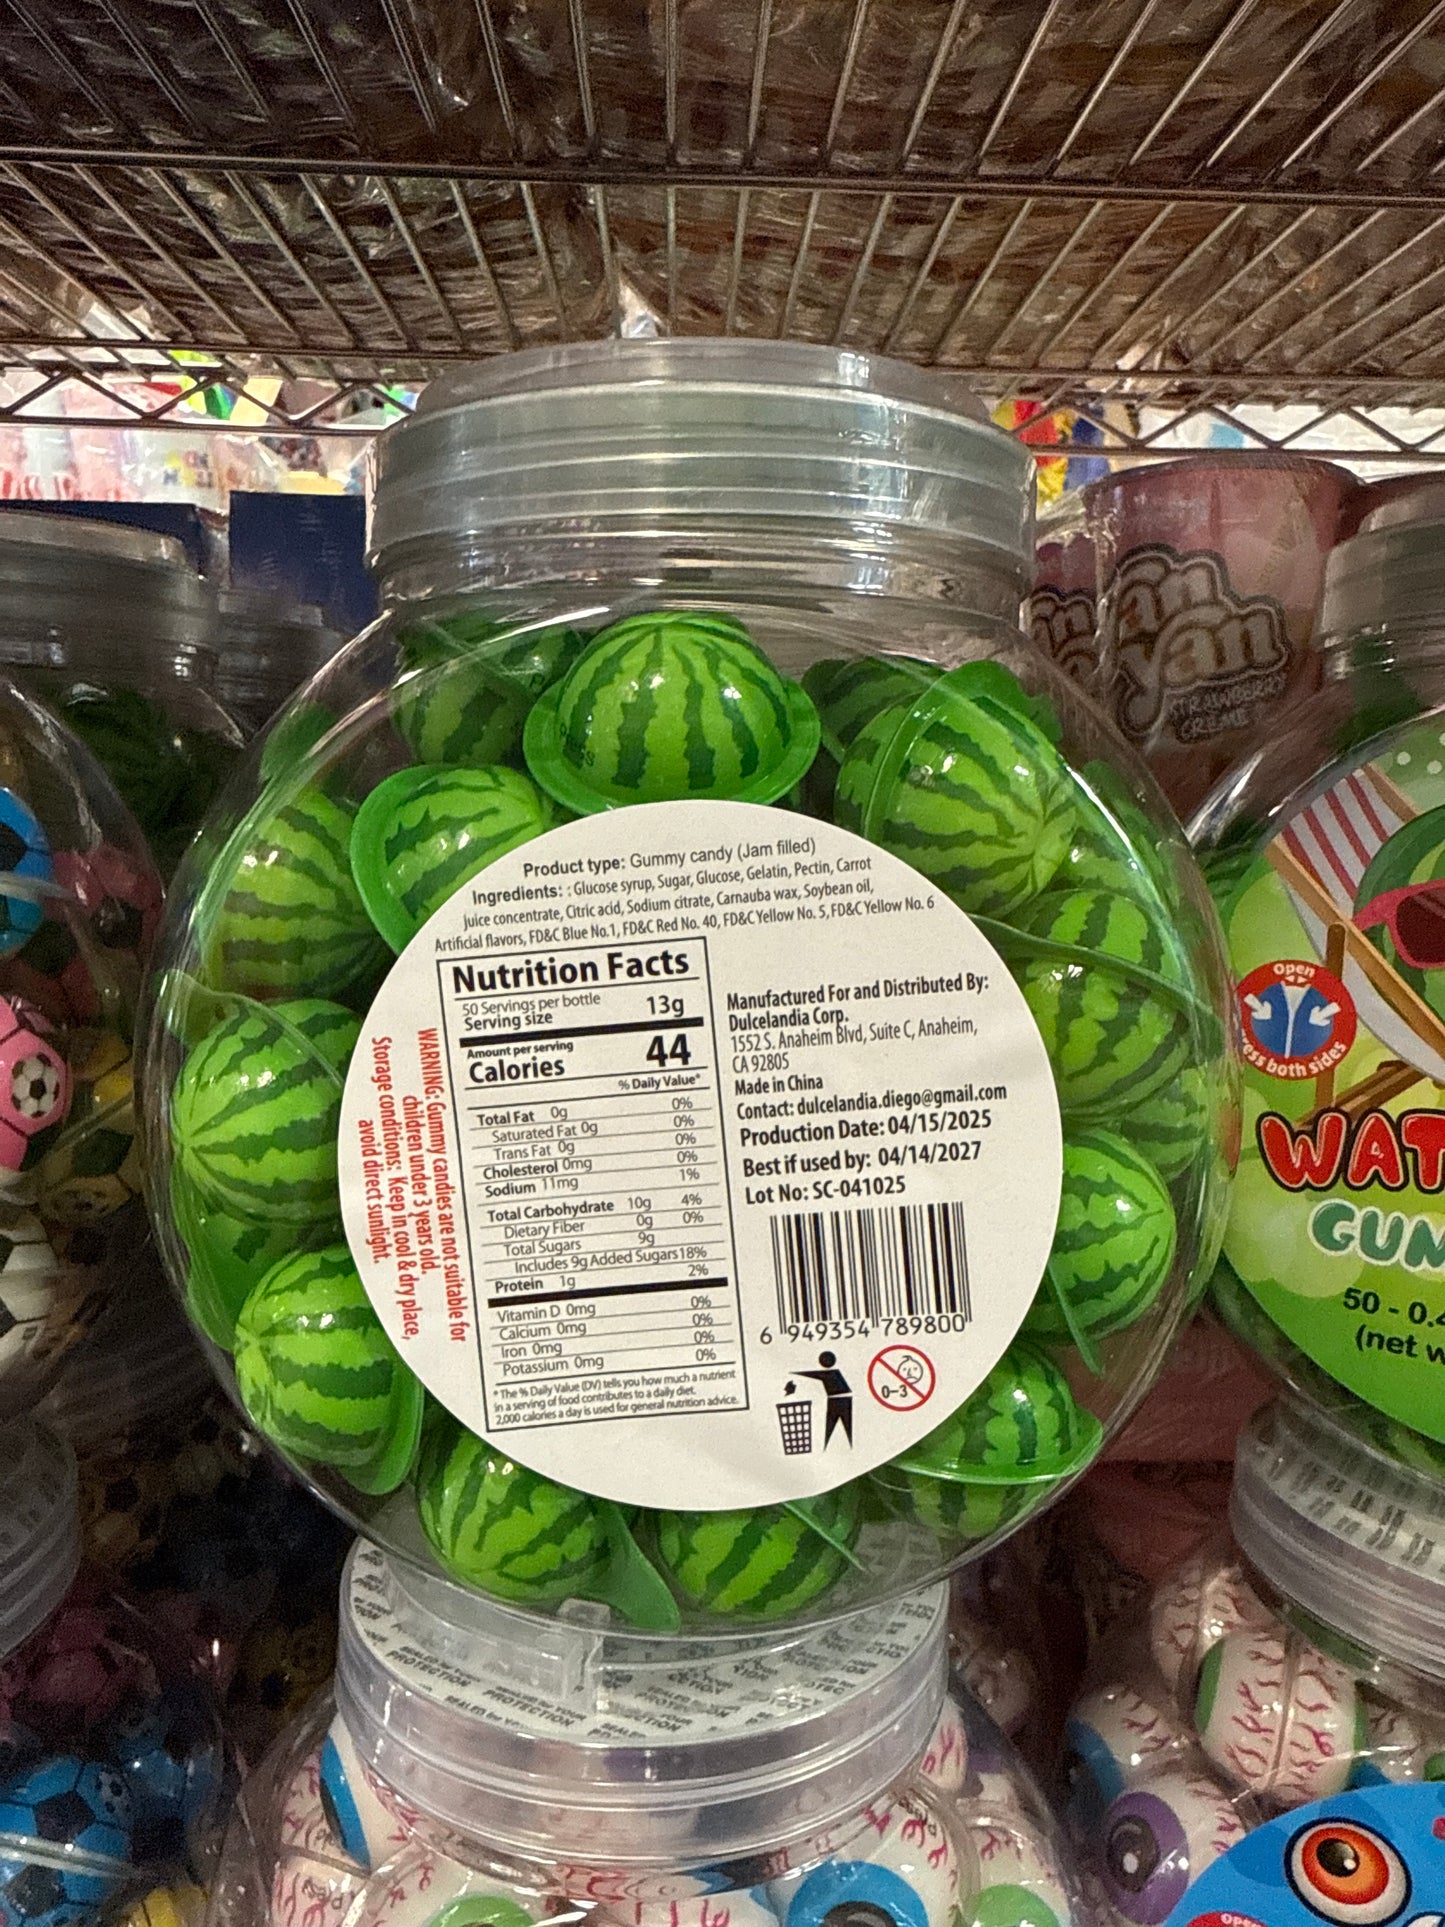 Product type: Gummy candy (Jam filled)
Ingredients: : Glucose syrup, Sugar, Glucose, Gelatin, Pectin, Carrot
Juice concentrate, Citric acid, Sodium citrate, Carnauba wax, Soybean oil,
Artificial flavors, FD&C Blue No.1, FD&C Red No. 40, FD&C Yellow No. 5, FD&C Yellow No. 6
Nutrition Facts
50 Servings per bottle
Serving size 13g
Amount per serving
Calories 44
% Daily Value*
Total Fat 0g 0%
Saturated Fat 0g 0%
Trans Fat 0g 0%
Cholesterol 0mg 0%
Sodium 11mg 1%
Total Carbohydrate 10g 4%
Dietary Fiber 0g 0%
Total Sugars 9g
Includes 9g Added Sugars 18%
Protein 1g 2%
Vitamin D 0mg 0%
Calcium 0mg 0%
Iron 0mg 0%
Potassium 0mg 0%
* The % Daily Value (DV) tells you how much a nutrient
in a serving of food contributes to a daily diet.
2,000 calories a day is used for general nutrition advice.
WARNING: Gummy candies are not suitable for
children under 3 years old.
Storage conditions: Keep in cool & dry place,
avoid direct sunlight.
Manufactured For and Distributed By:
Dulcelandia Corp.
1552 S. Anaheim Blvd, Suite C, Anaheim,
CA 92805
Made in China
Contact: dulcelandia.diego@gmail.com
Production Date: 04/15/2025
Best if used by: 04/14/2027
Lot No: SC-041025
6 949354 789800
0-3
Yan
STRAWBERRY
CREME
Open
both sides
WAT
GUM
50 - 0.4
(net w
PROTECTION
SEALED for YOUR
PROTECTION